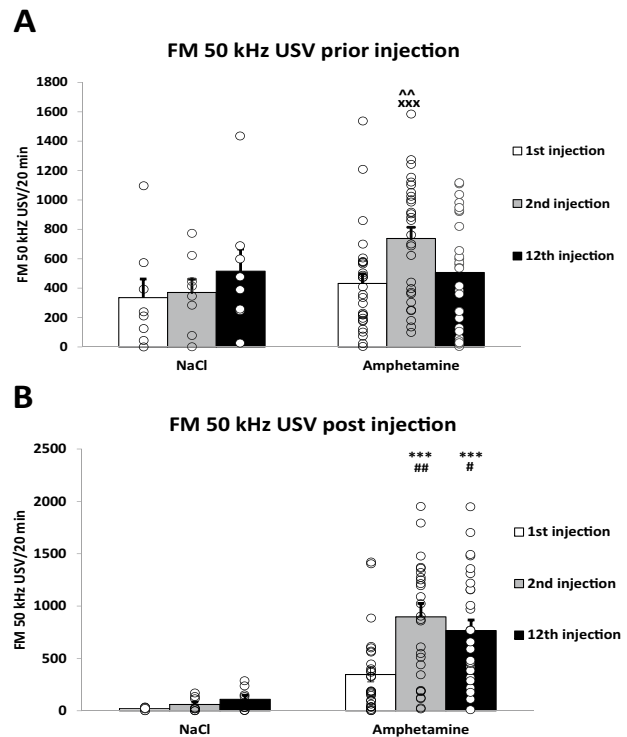 A
FM 50 kHz USV prior injection
FM 50 kHZ USV/20 min
1800
1600
1400
1200
1000
800
600
400
200
0
^^
xxx
NaCl
Amphetamine
1st injection
2nd injection
12th injection
B
FM 50 kHz USV post injection
FM 50 kHz USV/20 min
2500
2000
1500
1000
500
0
***
##
***
#
NaCl
Amphetamine
1st injection
2nd injection
12th injection